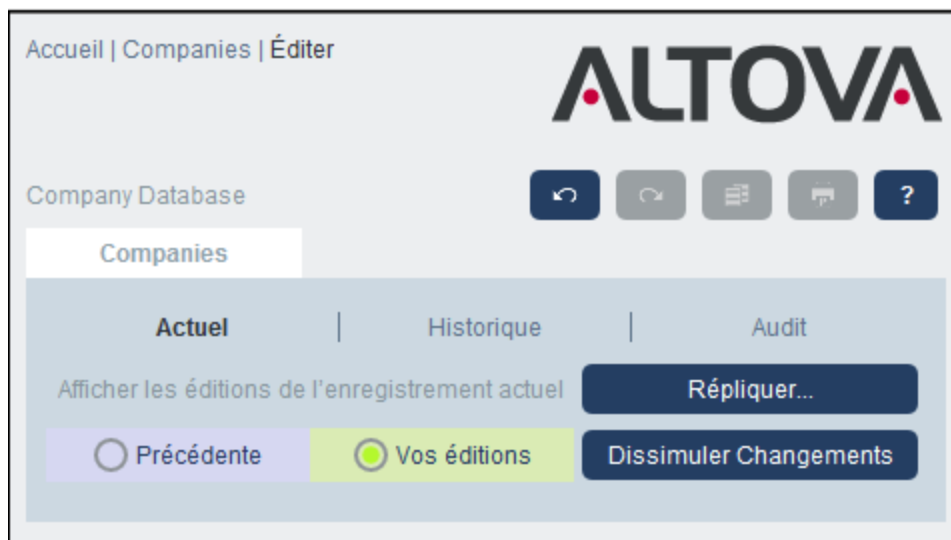 Accueil | Companies | Éditer
ALTOVA
Company Database
?
Companies
Actuel | Historique | Audit
Afficher les éditions de l’enregistrement actuel
Répliquer...
Précédente
Vos éditions
Dissimuler Changements